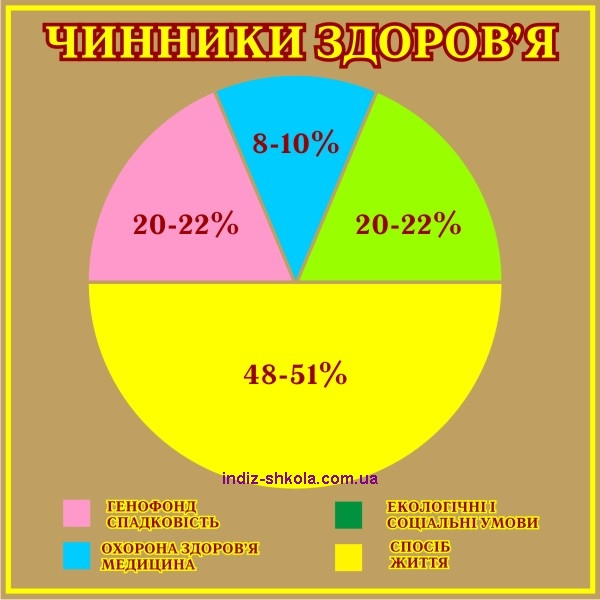 ЧИННИКИ ЗДОРОВ'Я
8-10%
20-22%
20-22%
48-51%
indiz-shkola.com.ua
ГЕНОФОНД
СПАДКОВІСТЬ
ЕКОЛОГІЧНІ І
СОЦІАЛЬНІ УМОВИ
ОХОРОНА ЗДОРОВ'Я
МЕДИЦИНА
СПОСІБ
ЖИТТЯ